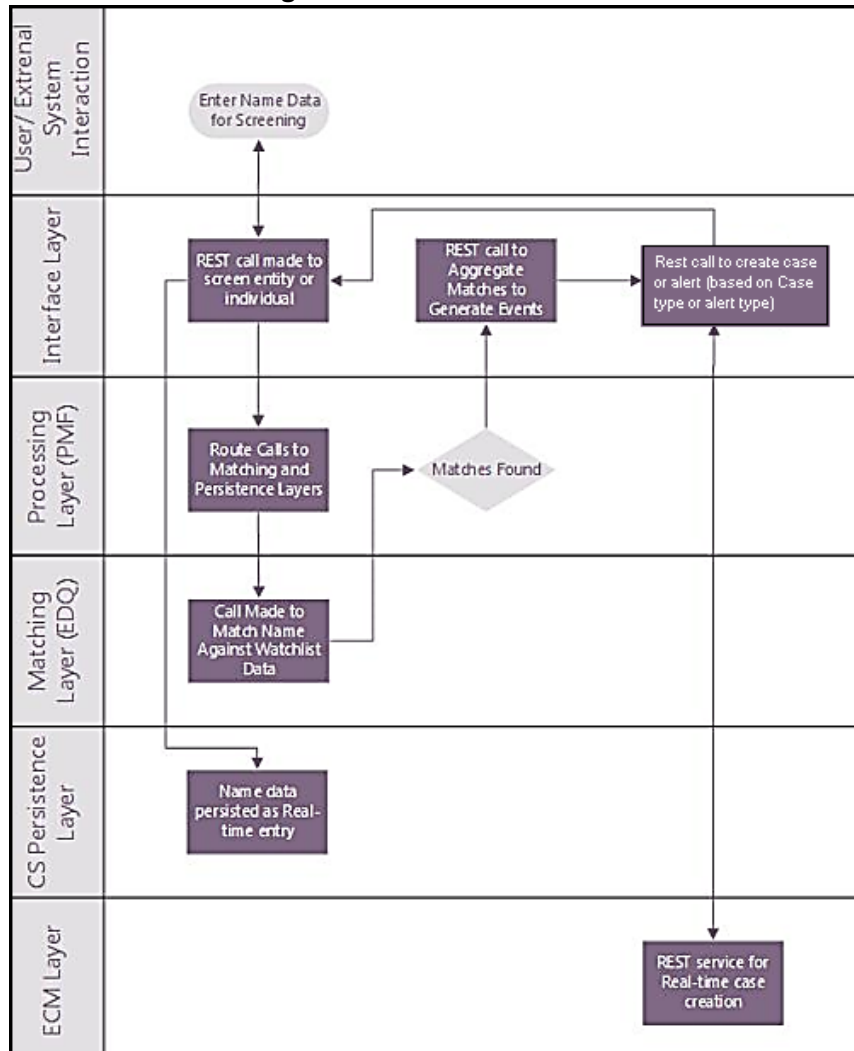 User/ Extrenal
System
Interaction
Enter Name Data
for Screening
Interface Layer
REST call made to
screen entity or
individual
REST call to
Aggregate
Matches to
Generate Events
Rest call to create case
or alert (based on Case
type or alert type)
Processing
Layer (PMF)
Route Calls to
Matching and
Persistence Layers
Matches Found
Matching
Layer (EDQ)
Call Made to
Match Name
Against Watchlist
Data
CS Persistence
Layer
Name data
persisted as Real-
time entry
ECM Layer
REST service for
Real-time case
creation